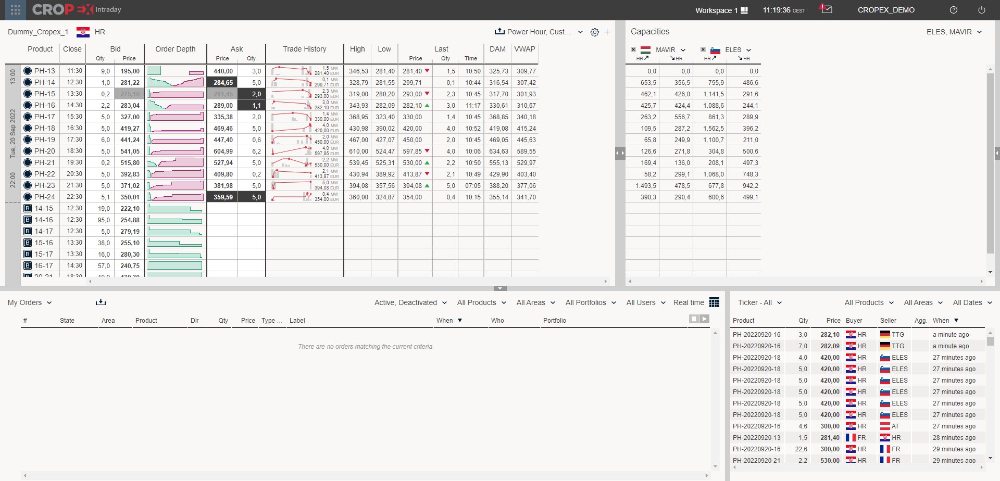 CROPEX Intraday Workspace 1 11:19:36 CEST CROPEX_DEMO
Dummy_Cropex_1 HR Power Hour, Cust...
Product Close Bid Order Depth Ask Trade History High Low Last DAM VWAP
Qty Price Price Qty Price Qty Time
Tue, 20 Sep 2022
13:00
22:00
PH-13 11:30 9,0 195,00 440,00 3,0 1,5 MW 281,40 EUR 346,53 281,40 281,40 1,5 10:50 325,73 309,77
PH-14 12:30 1,0 281,22 284,65 5,0 0,1 MW 299,71 EUR 328,79 281,55 299,71 0,1 10:44 316,54 307,42
PH-15 13:30 0,2 275,10 281,45 2,0 2,3 MW 293,00 EUR 319,00 280,20 293,00 2,3 10:45 317,70 301,93
PH-16 14:30 2,2 283,04 289,00 1,1 3,0 MW 282,10 EUR 343,93 282,09 282,10 3,0 11:17 330,61 310,67
PH-17 15:30 5,0 327,00 335,38 2,0 1,4 MW 330,00 EUR 368,95 323,40 330,00 1,4 10:45 368,85 340,18
PH-18 16:30 5,0 419,27 469,46 5,0 4,0 MW 420,00 EUR 430,98 390,02 420,00 4,0 10:52 419,08 415,24
PH-19 17:30 6,0 441,24 447,40 0,6 2,0 MW 450,00 EUR 467,00 427,07 450,00 2,0 10:45 469,05 445,63
PH-20 18:30 5,0 541,05 604,99 6,2 4,0 MW 597,85 EUR 610,00 524,47 597,85 4,0 10:06 634,63 589,55
PH-21 19:30 0,2 515,80 527,94 5,0 2,2 MW 530,00 EUR 539,45 525,31 530,00 2,2 10:50 555,13 529,97
PH-22 20:30 5,0 392,83 409,80 0,2 2,1 MW 413,87 EUR 430,94 389,92 413,87 2,1 10:49 429,90 403,40
PH-23 21:30 5,0 371,02 381,98 5,0 5,0 MW 394,08 EUR 394,08 357,56 394,08 5,0 07:05 388,20 377,06
PH-24 22:30 5,1 350,01 359,59 5,0 0,4 MW 354,00 EUR 360,00 324,87 354,00 0,4 10:15 355,14 341,70
B 14-15 12:30 19,0 222,10
B 14-16 12:30 95,0 254,88
B 14-17 12:30 5,0 279,19
B 15-16 13:30 38,0 255,10
B 15-17 13:30 16,0 280,30
B 16-17 14:30 57,0 240,75
Capacities ELES, MAVIR
MAVIR ELES
HR HR HR HR
0,0 0,0 0,0 0,0
653,5 356,5 755,9 486,6
462,1 426,0 1.141,5 291,6
425,7 424,4 1.088,6 244,1
263,2 556,7 861,3 289,9
109,5 287,2 1.562,5 396,2
65,8 249,9 1.100,7 211,0
126,6 271,8 304,8 500,6
169,4 136,0 208,1 497,3
58,2 299,1 1.068,0 748,3
1.493,5 478,5 677,8 942,2
390,3 290,4 600,6 499,1
My Orders Active, Deactivated All Products All Areas All Portfolios All Users Real time
# State Area Product Dir Qty Price Type ... Label When Who Portfolio
There are no orders matching the current criteria.
Ticker - All All Products All Areas All Dates
Product Qty Price Buyer Seller Agg. When
PH-20220920-16 3,0 282,10 HR TTG a minute ago
PH-20220920-16 7,0 282,09 HR TTG a minute ago
PH-20220920-18 4,0 420,00 HR ELES 27 minutes ago
PH-20220920-18 5,0 420,00 HR ELES 27 minutes ago
PH-20220920-18 5,0 420,00 HR ELES 27 minutes ago
PH-20220920-18 5,0 420,00 HR ELES 27 minutes ago
PH-20220920-18 5,0 420,00 HR ELES 27 minutes ago
PH-20220920-18 5,0 420,00 HR ELES 27 minutes ago
PH-20220920-16 4,6 300,00 HR AT 27 minutes ago
PH-20220920-13 1,5 281,40 FR HR 28 minutes ago
PH-20220920-16 22,6 300,00 HR FR 29 minutes ago
PH-20220920-21 2,2 530,00 HR FR 29 minutes ago